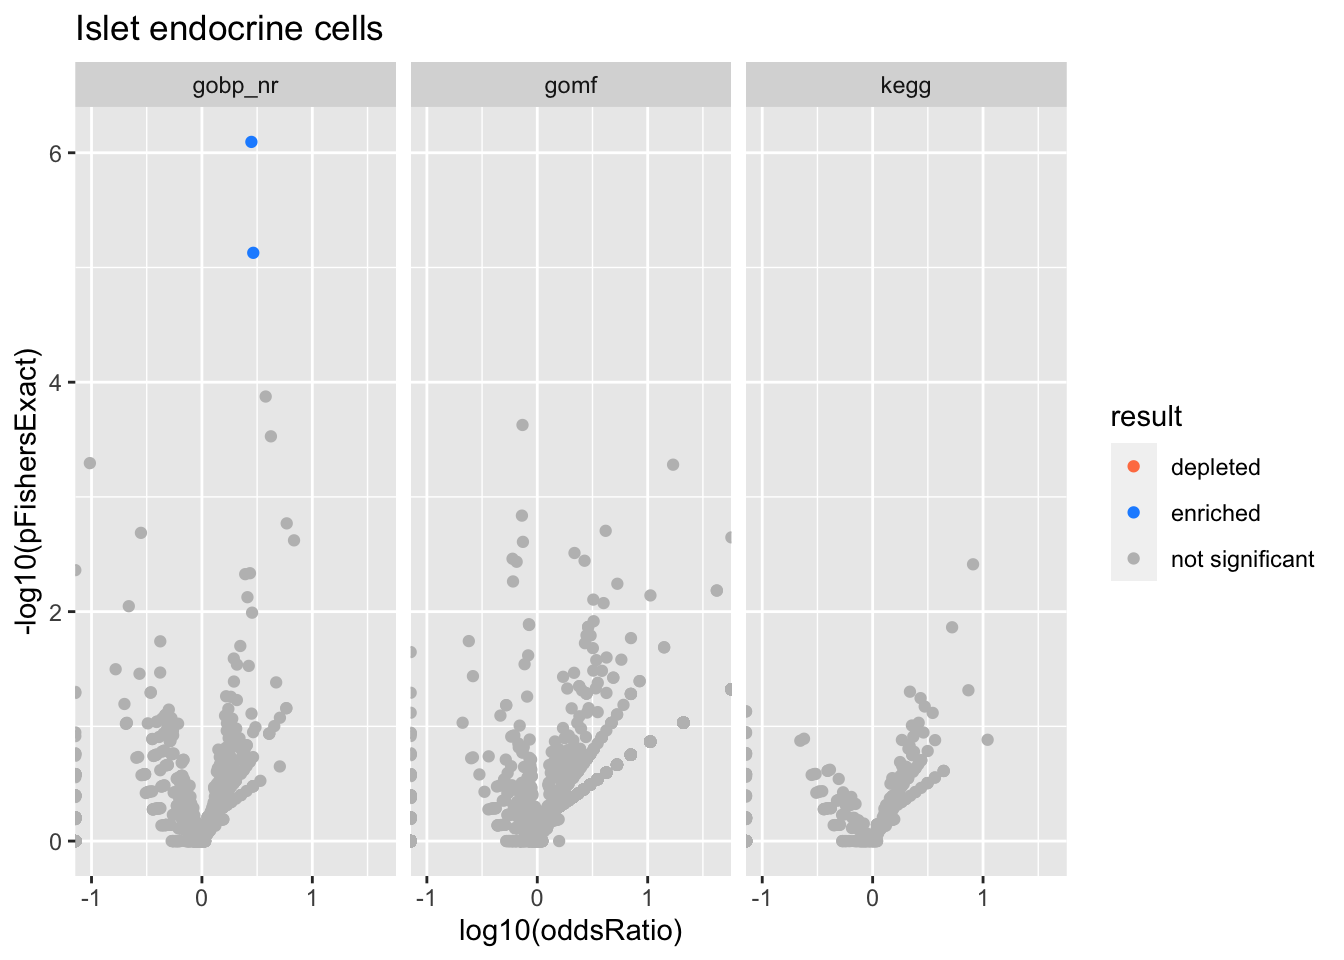 Islet endocrine cells
gobp_nr
gomf
kegg
-log10(pFishersExact)
6
4
2
0
-1 0 1
-1 0 1
-1 0 1
log10(oddsRatio)
result
depleted
enriched
not significant